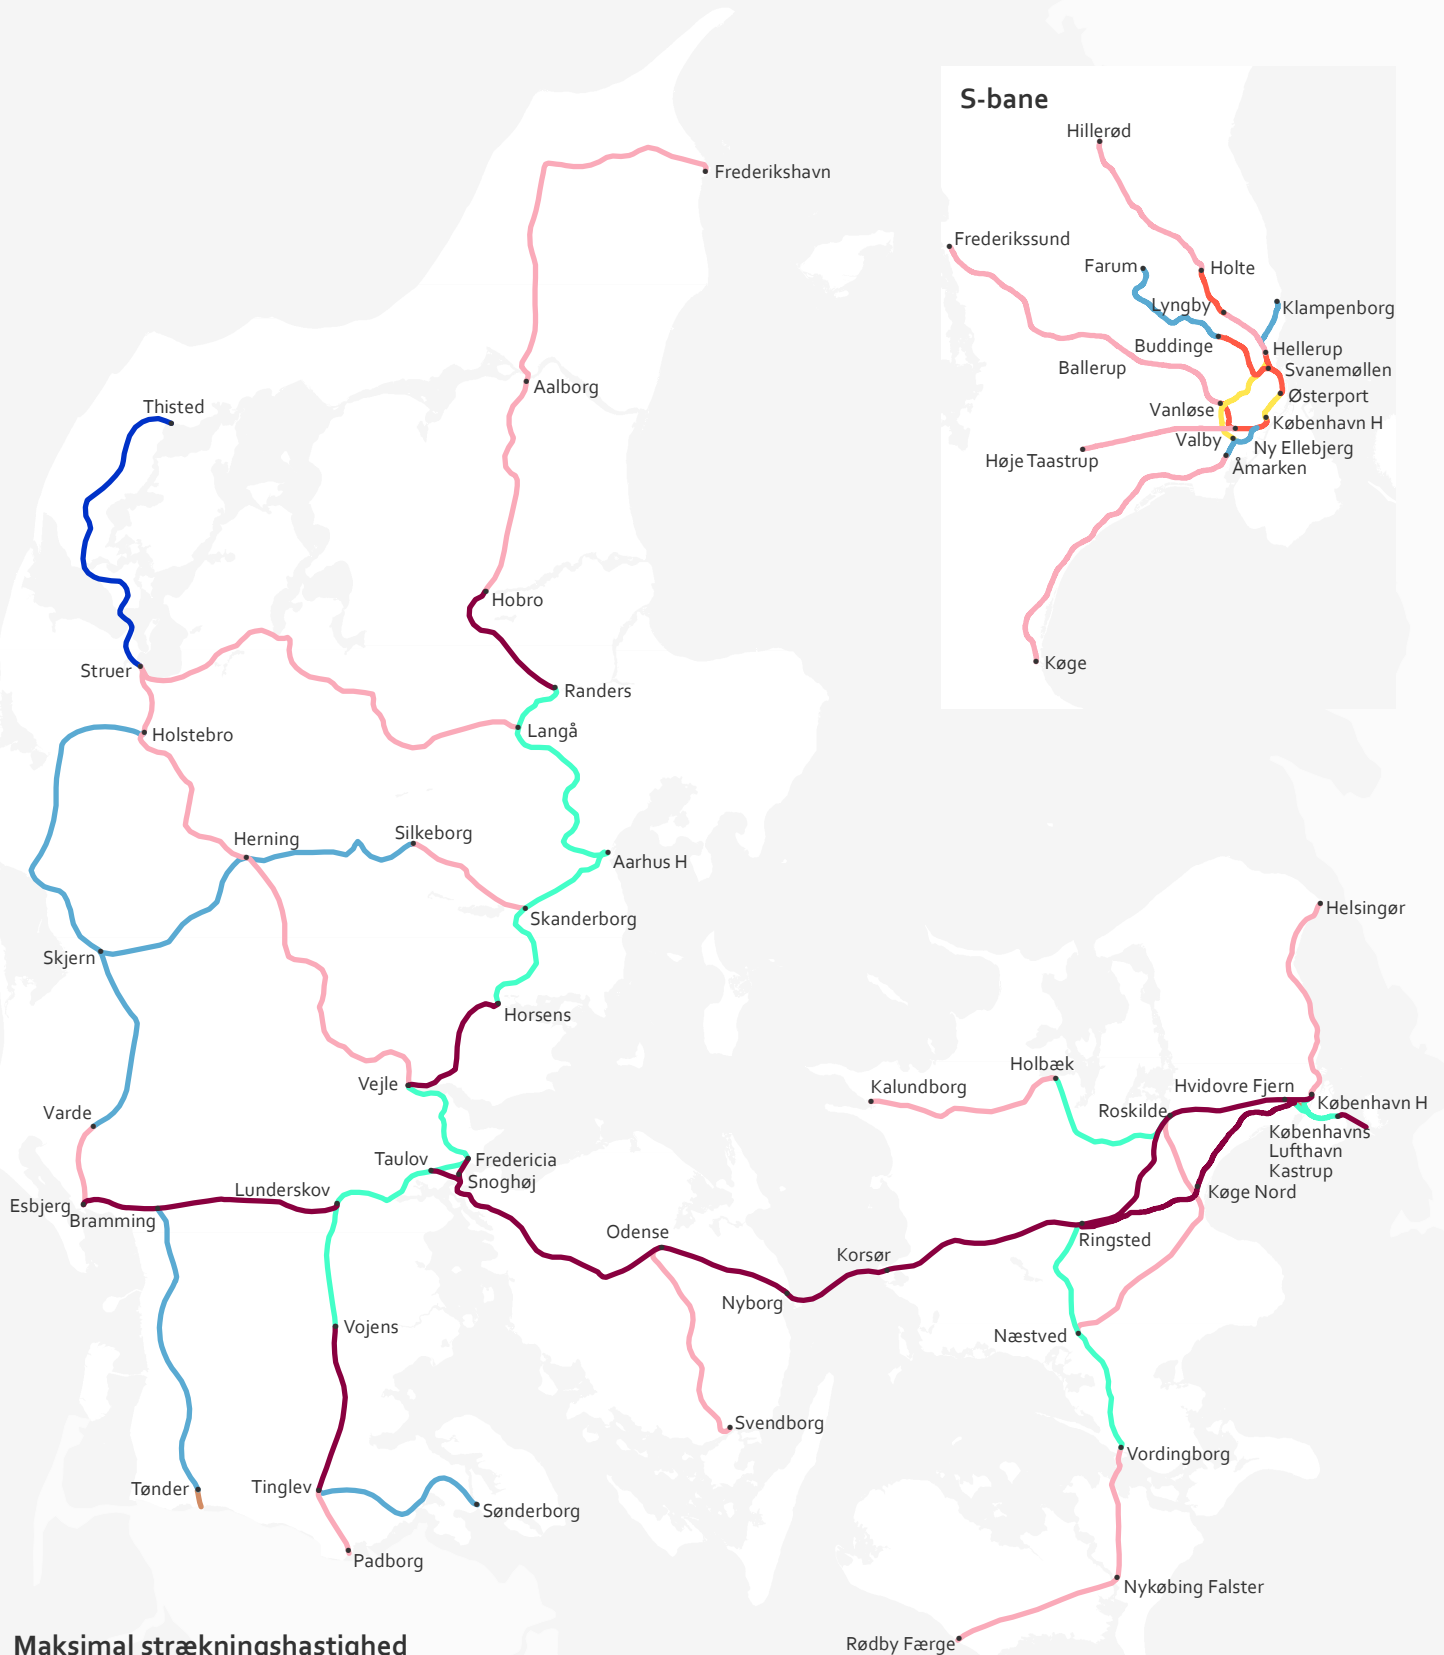 S-bane
Hillerød
Frederikshavn
Frederikssund
Farum
Holte
Lyngby
Klampenborg
Buddinge
Hellerup
Ballerup
Svanemøllen
Aalborg
Østerport
Thisted
Vanløse
København H
Valby
Ny Ellebjerg
Høje Taastrup
Åmarken
Hobro
Køge
Struer
Randers
Langå
Holstebro
Herning
Silkeborg
Aarhus H
Helsingør
Skanderborg
Skjern
Horsens
Holbæk
Vejle
Kalundborg
Hvidovre Fjern
København H
Varde
Roskilde
Københavns
Lufthavn
Kastrup
Taulov
Fredericia
Snoghøj
Lunderskov
Køge Nord
Esbjerg
Bramming
Odense
Ringsted
Korsør
Nyborg
Vojens
Næstved
Svendborg
Vordingborg
Tønder
Tinglev
Sønderborg
Padborg
Nykøbing Falster
Rødby Færge
Maksimal strækningshastighed